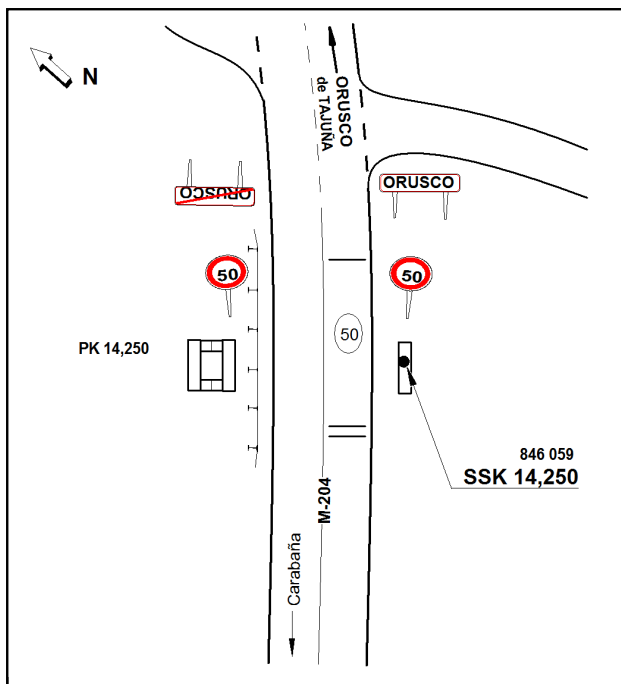 N
ORUSCO
de TAJUÑA
ORUSCO
ORUSCO
50
50
50
PK 14,250
846 059
SSK 14,250
M-204
Carabaña